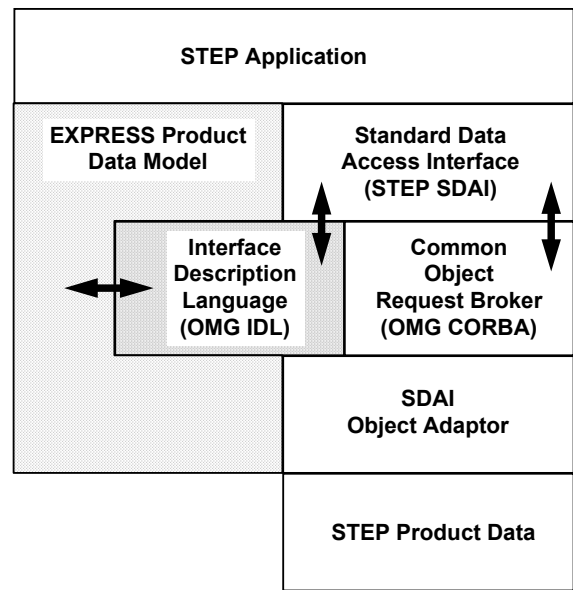 STEP Application
EXPRESS Product
Data Model
Standard Data
Access Interface
(STEP SDAI)
Interface
Description
Language
(OMG IDL)
Common
Object
Request Broker
(OMG CORBA)
SDAI
Object Adaptor
STEP Product Data